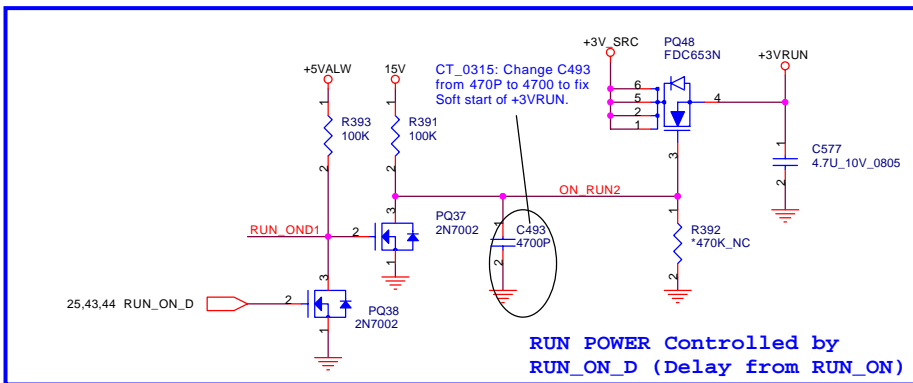 +3V_SRC
PQ48
FDC653N
+3VRUN
+5VALW
15V
CT_0315: Change C493
from 470P to 4700 to fix
Soft start of +3VRUN.
6
5
2
1
4
3
1
R393
100K
2
1
R391
100K
2
1
C577
4.7U_10V_0805
2
ON_RUN2
RUN_OND1
2
3
PQ37
2N7002
1
1
C493
4700P
2
1
R392
*470K_NC
2
25,43,44 RUN_ON_D
2
3
PQ38
2N7002
1
RUN POWER Controlled by
RUN_ON_D (Delay from RUN_ON)